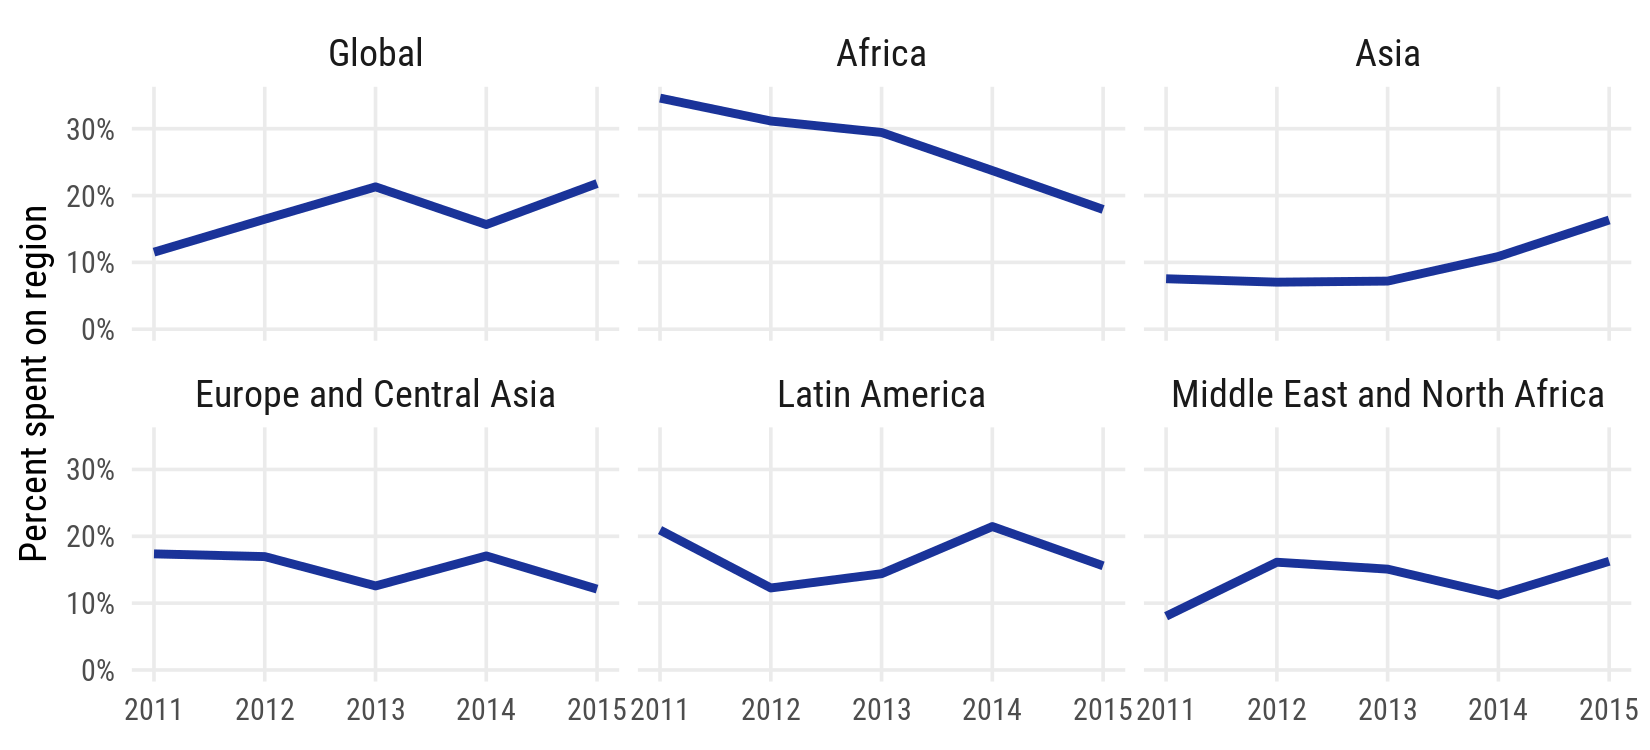 Global
Africa
Asia
30%
20%
10%
0%
Percent spent on region
Europe and Central Asia
Latin America
Middle East and North Africa
30%
20%
10%
0%
2011 2012 2013 2014 2015 2011 2012 2013 2014 2015 2011 2012 2013 2014 2015